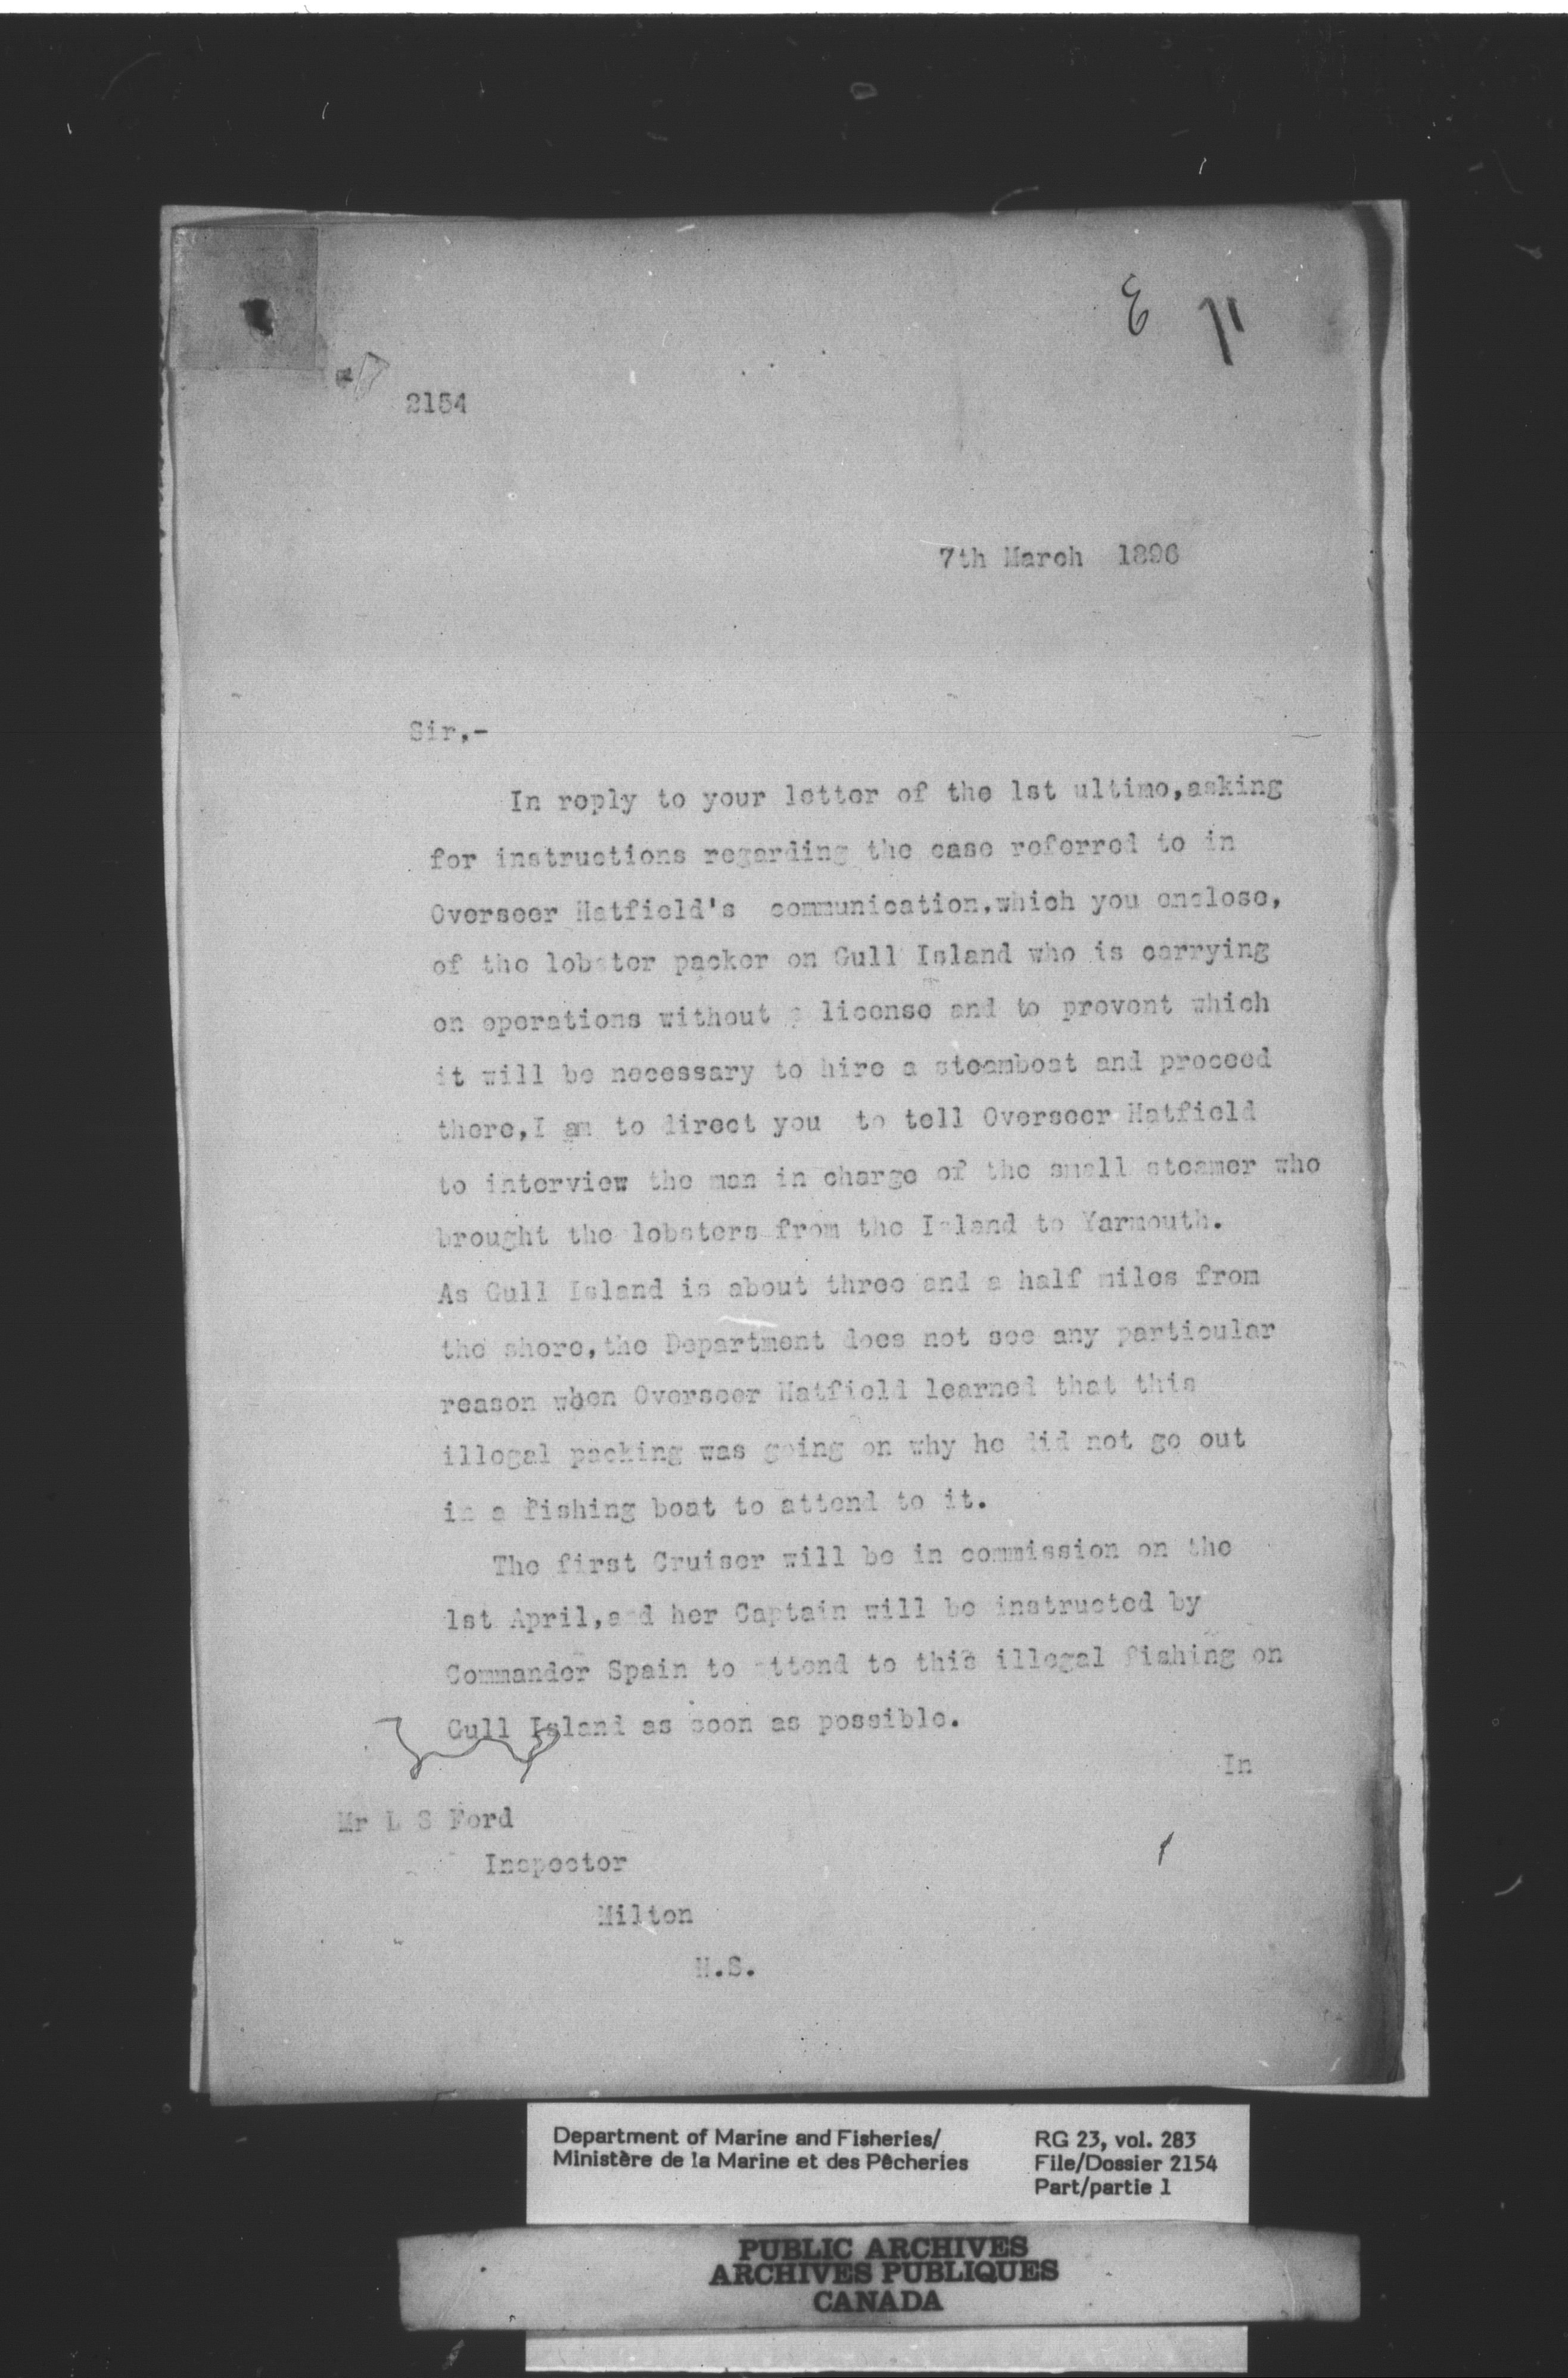 E 11
2154
7th March 1896
Sir,-
In reply to your letter of the 1st ultimo,asking
for instructions regarding the case referred to in
Overseer Hatfield's communication,which you enclose,
of the lobster packer on Gull Island who is carrying
on operations without a license and to prevent which
it will be necessary to hire a steamboat and proceed
there,I am to direct you to tell Overseer Hatfield
to interview the man in charge of the small steamer who
brought the lobsters from the Island to Yarmouth.
As Gull Island is about three and a half miles from
the shore,the Department does not see any particular
reason when Overseer Hatfield learned that this
illegal packing was going on why he did not go out
in a fishing boat to attend to it.
The first Cruiser will be in commission on the
1st April,and her Captain will be instructed by
Commander Spain to attend to this illegal fishing on
Gull Island as soon as possible.
In
Mr L S Ford
Inspector
Milton
N.S.
Department of Marine and Fisheries/ RG 23, vol. 283
Ministère de la Marine et des Pêcheries File/Dossier 2154
Part/partie 1
PUBLIC ARCHIVES
ARCHIVES PUBLIQUES
CANADA